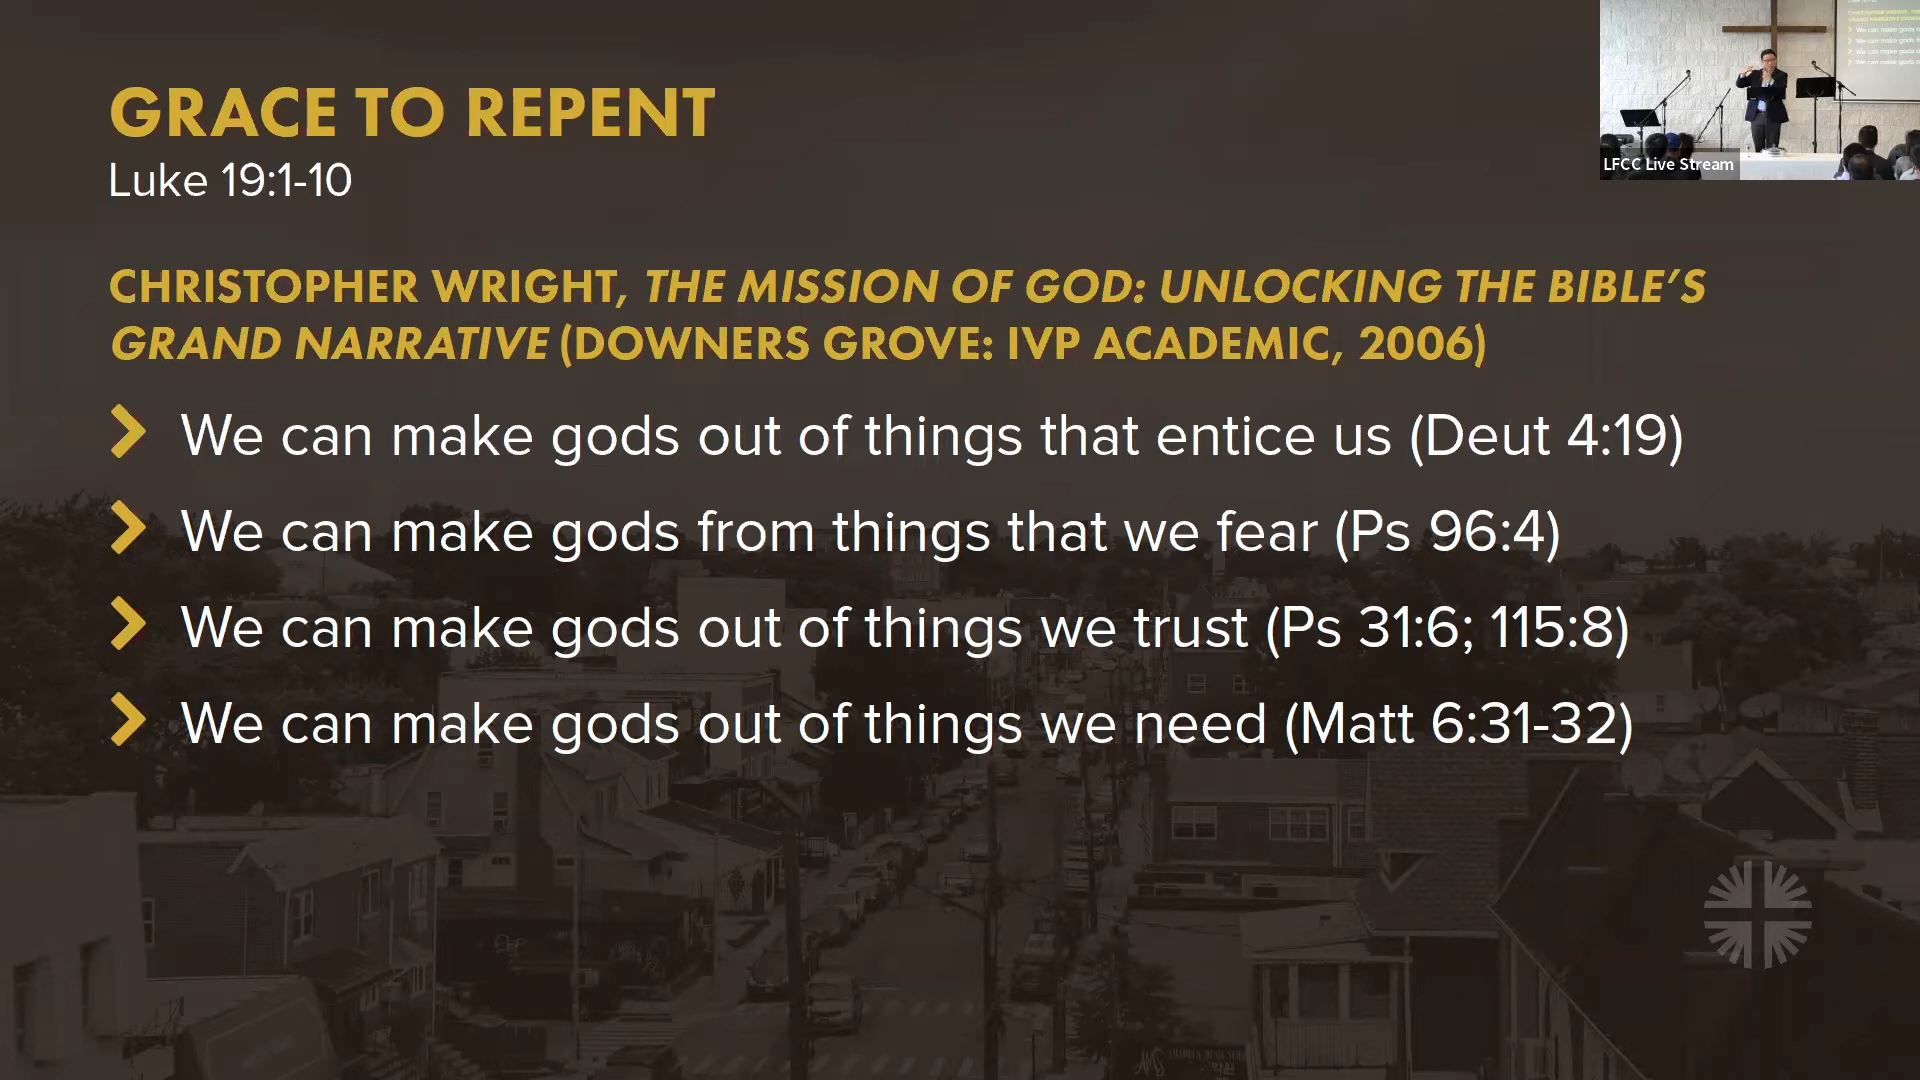 GRACE TO REPENT
Luke 19:1-10
LFCC Live Stream
CHRISTOPHER WRIGHT, THE MISSION OF GOD: UNLOCKING THE BIBLE’S
GRAND NARRATIVE (DOWNERS GROVE: IVP ACADEMIC, 2006)
We can make gods out of things that entice us (Deut 4:19)
We can make gods from things that we fear (Ps 96:4)
We can make gods out of things we trust (Ps 31:6; 115:8)
We can make gods out of things we need (Matt 6:31-32)